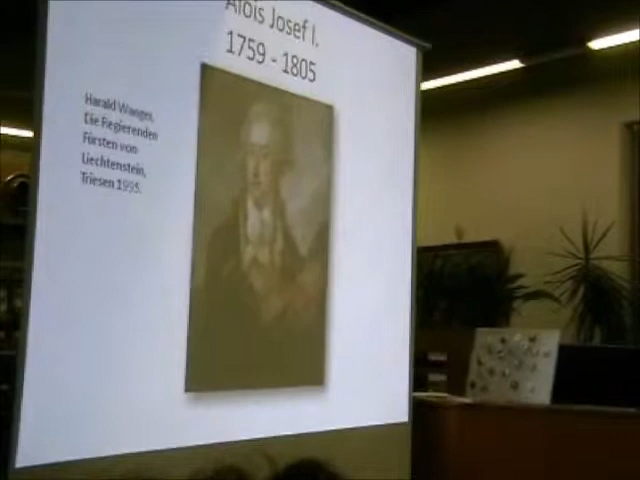 Alois Josef I.
1759 - 1805
Harald Wanger,
Die Regierenden
Fürsten von
Liechtenstein,
Triesen 1995.